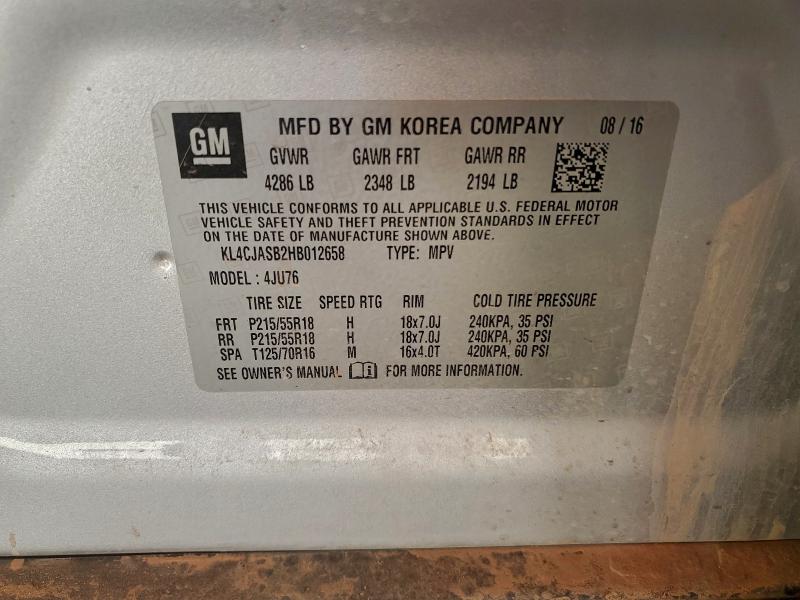 GM MFD BY GM KOREA COMPANY 08 / 16
GVWR GAWR FRT GAWR RR
4286 LB 2348 LB 2194 LB
THIS VEHICLE CONFORMS TO ALL APPLICABLE U.S. FEDERAL MOTOR
VEHICLE SAFETY AND THEFT PREVENTION STANDARDS IN EFFECT
ON THE DATE OF MANUFACTURE SHOWN ABOVE.
KL4CJASB2HB012658 TYPE: MPV
MODEL : 4JU76
TIRE SIZE SPEED RTG RIM COLD TIRE PRESSURE
FRT P215/55R18 H 18x7.0J 240KPA, 35 PSI
RR P215/55R18 H 18x7.0J 240KPA, 35 PSI
SPA T125/70R16 M 16x4.0T 420KPA, 60 PSI
SEE OWNER'S MANUAL FOR MORE INFORMATION.